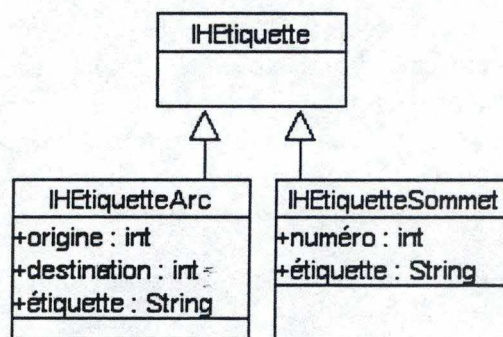 IHEtiquette
IHEtiquetteArc
+origine : int
+destination : int
+étiquette : String
IHEtiquetteSommet
+numéro : int
+étiquette : String